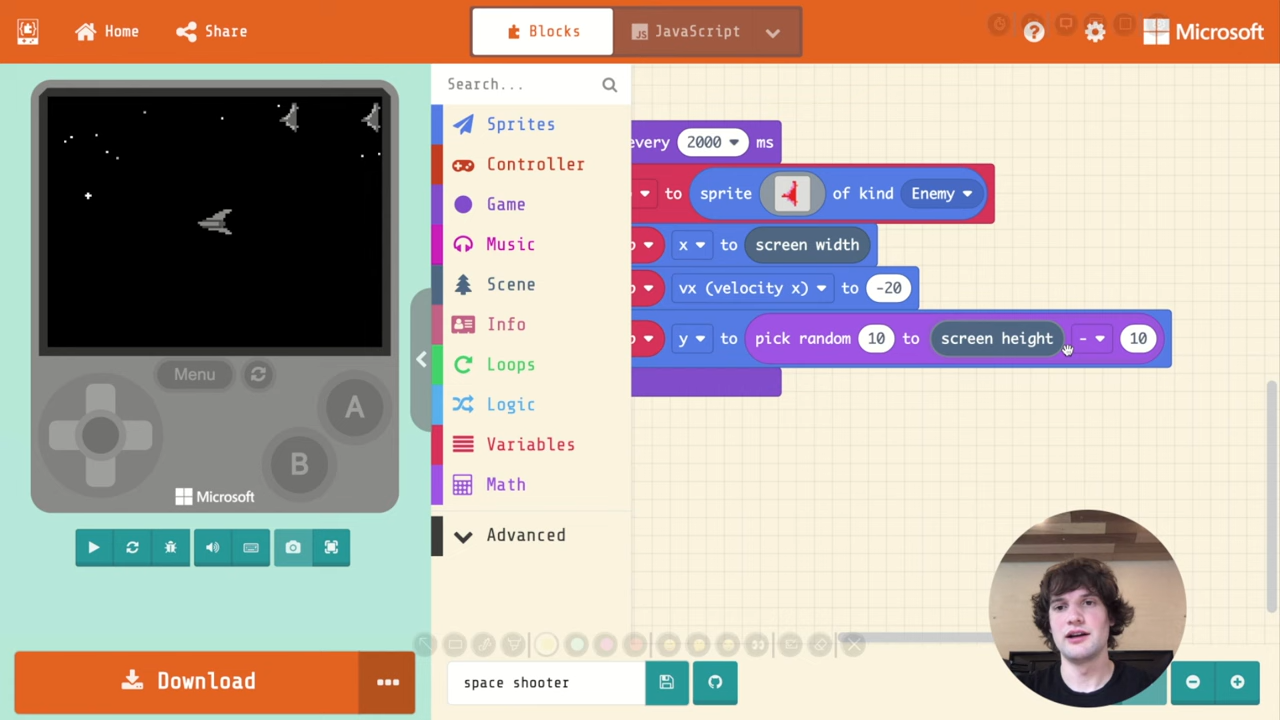 Home
Share
Blocks
JavaScript
Microsoft
Search...
Sprites
Controller
Game
Music
Scene
Info
Loops
Logic
Variables
Math
Advanced
every 2000 ms
to sprite of kind Enemy
x to screen width
vx (velocity x) to -20
y to pick random 10 to screen height - 10
Menu
A
B
Microsoft
Download
space shooter